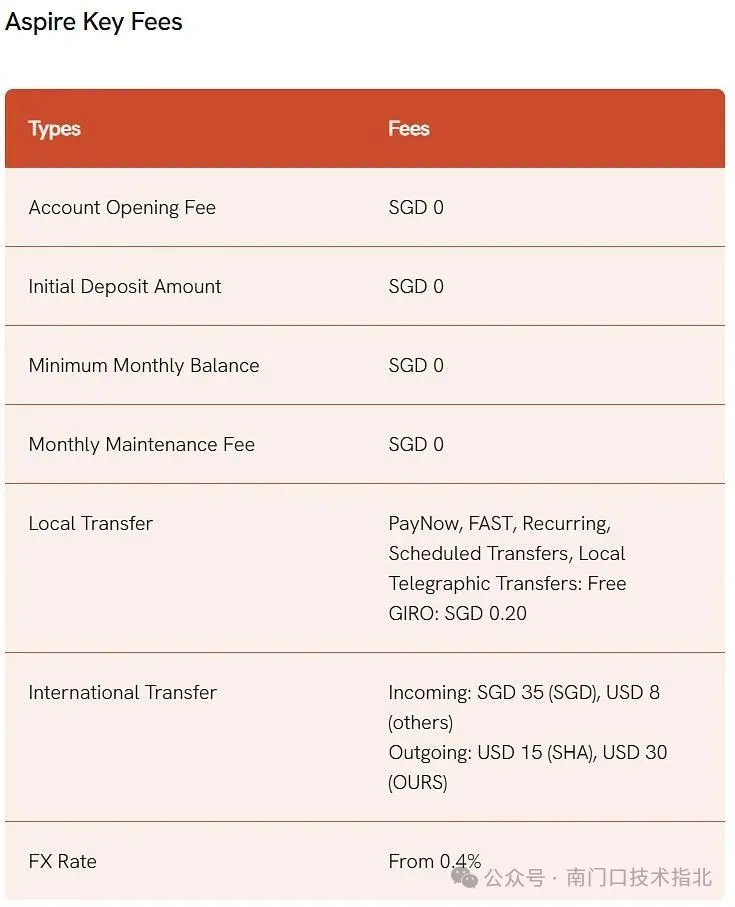 Aspire Key Fees
Types Fees
Account Opening Fee SGD 0
Initial Deposit Amount SGD 0
Minimum Monthly Balance SGD 0
Monthly Maintenance Fee SGD 0
Local Transfer PayNow, FAST, Recurring,
Scheduled Transfers, Local
Telegraphic Transfers: Free
GIRO: SGD 0.20
International Transfer Incoming: SGD 35 (SGD), USD 8
(others)
Outgoing: USD 15 (SHA), USD 30
(OURS)
FX Rate From 0.4%
公众号 · 南门口技术指北